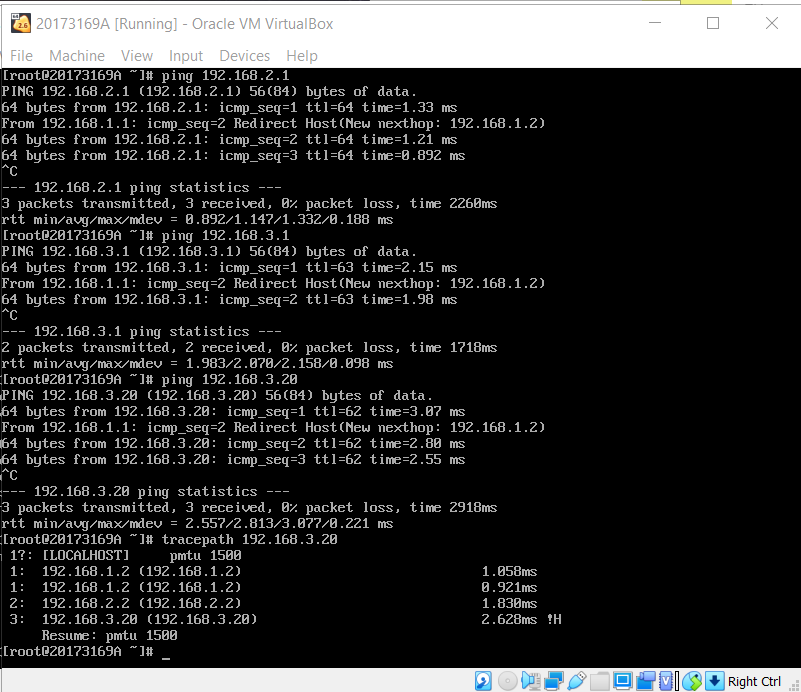 20173169A [Running] - Oracle VM VirtualBox
File Machine View Input Devices Help
[root@20173169A ~]# ping 192.168.2.1
PING 192.168.2.1 (192.168.2.1) 56(84) bytes of data.
64 bytes from 192.168.2.1: icmp_seq=1 ttl=64 time=1.33 ms
From 192.168.1.1: icmp_seq=2 Redirect Host(New nexthop: 192.168.1.2)
64 bytes from 192.168.2.1: icmp_seq=2 ttl=64 time=1.21 ms
64 bytes from 192.168.2.1: icmp_seq=3 ttl=64 time=0.892 ms
^C
--- 192.168.2.1 ping statistics ---
3 packets transmitted, 3 received, 0% packet loss, time 2260ms
rtt min/avg/max/mdev = 0.892/1.147/1.332/0.188 ms
[root@20173169A ~]# ping 192.168.3.1
PING 192.168.3.1 (192.168.3.1) 56(84) bytes of data.
64 bytes from 192.168.3.1: icmp_seq=1 ttl=63 time=2.15 ms
From 192.168.1.1: icmp_seq=2 Redirect Host(New nexthop: 192.168.1.2)
64 bytes from 192.168.3.1: icmp_seq=2 ttl=63 time=1.98 ms
^C
--- 192.168.3.1 ping statistics ---
2 packets transmitted, 2 received, 0% packet loss, time 1718ms
rtt min/avg/max/mdev = 1.983/2.070/2.158/0.098 ms
[root@20173169A ~]# ping 192.168.3.20
PING 192.168.3.20 (192.168.3.20) 56(84) bytes of data.
64 bytes from 192.168.3.20: icmp_seq=1 ttl=62 time=3.07 ms
From 192.168.1.1: icmp_seq=2 Redirect Host(New nexthop: 192.168.1.2)
64 bytes from 192.168.3.20: icmp_seq=2 ttl=62 time=2.80 ms
64 bytes from 192.168.3.20: icmp_seq=3 ttl=62 time=2.55 ms
^C
--- 192.168.3.20 ping statistics ---
3 packets transmitted, 3 received, 0% packet loss, time 2918ms
rtt min/avg/max/mdev = 2.557/2.813/3.077/0.221 ms
[root@20173169A ~]# tracepath 192.168.3.20
1?: [LOCALHOST] pmtu 1500
1: 192.168.1.2 (192.168.1.2) 1.058ms
1: 192.168.1.2 (192.168.1.2) 0.921ms
2: 192.168.2.2 (192.168.2.2) 1.830ms
3: 192.168.3.20 (192.168.3.20) 2.628ms !H
Resume: pmtu 1500
[root@20173169A ~]# _
Right Ctrl